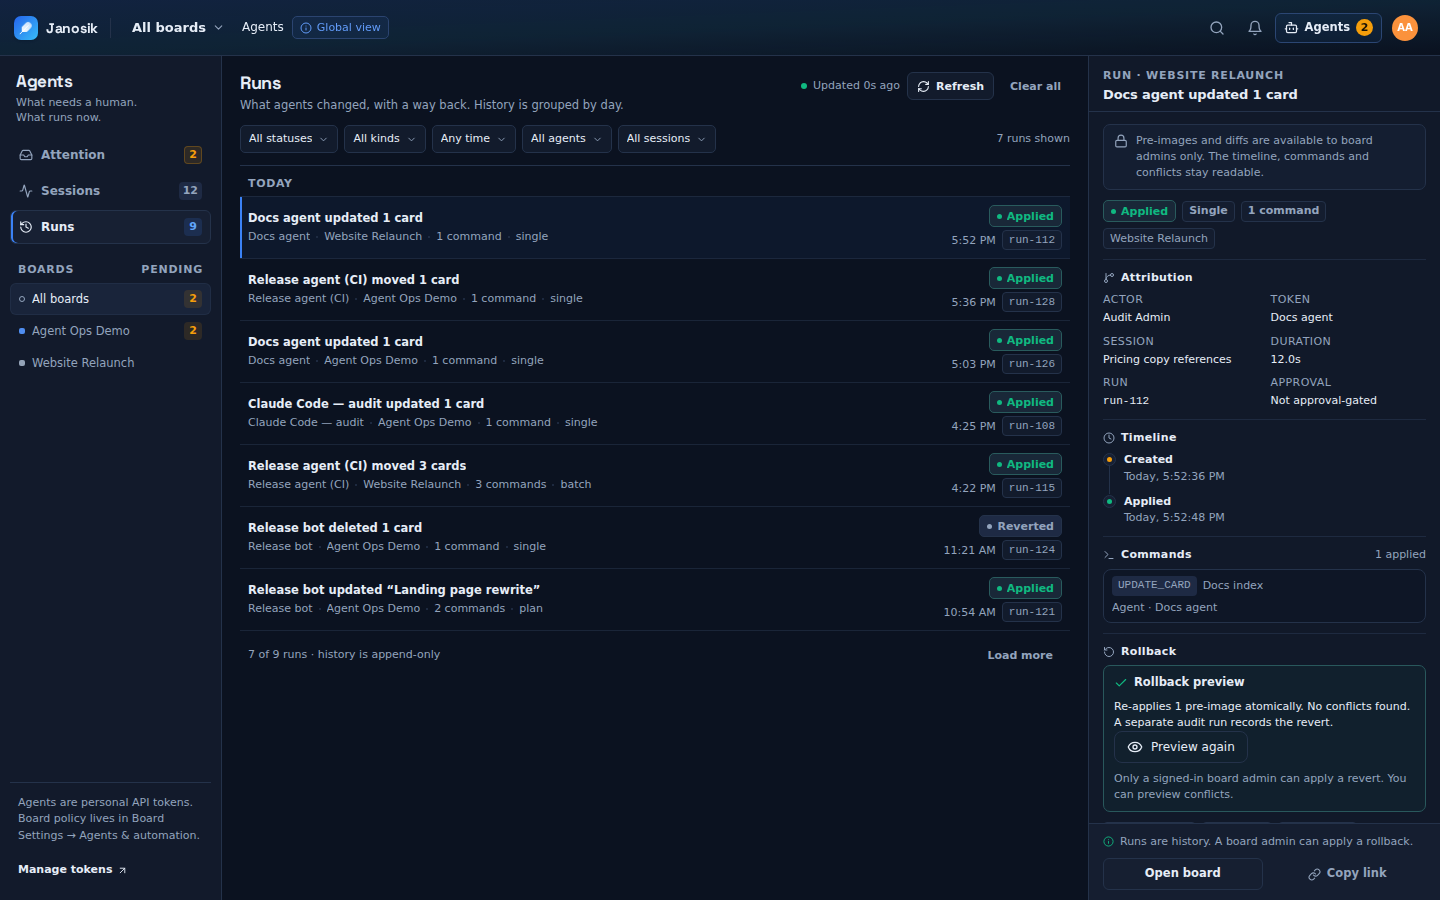 Janosik
All boards
Agents
Global view
Agents 2
AA
Agents
What needs a human.
What runs now.
Attention 2
Sessions 12
Runs 9
BOARDS PENDING
All boards 2
Agent Ops Demo 2
Website Relaunch
Agents are personal API tokens.
Board policy lives in Board
Settings → Agents & automation.
Manage tokens
Runs
What agents changed, with a way back. History is grouped by day.
Updated 0s ago
Refresh
Clear all
All statuses
All kinds
Any time
All agents
All sessions
7 runs shown
TODAY
Docs agent updated 1 card
Applied
Docs agent · Website Relaunch · 1 command · single
5:52 PM run-112
Release agent (CI) moved 1 card
Applied
Release agent (CI) · Agent Ops Demo · 1 command · single
5:36 PM run-128
Docs agent updated 1 card
Applied
Docs agent · Agent Ops Demo · 1 command · single
5:03 PM run-126
Claude Code — audit updated 1 card
Applied
Claude Code — audit · Agent Ops Demo · 1 command · single
4:25 PM run-108
Release agent (CI) moved 3 cards
Applied
Release agent (CI) · Website Relaunch · 3 commands · batch
4:22 PM run-115
Release bot deleted 1 card
Reverted
Release bot · Agent Ops Demo · 1 command · single
11:21 AM run-124
Release bot updated “Landing page rewrite”
Applied
Release bot · Agent Ops Demo · 2 commands · plan
10:54 AM run-121
7 of 9 runs · history is append-only
Load more
RUN · WEBSITE RELAUNCH
Docs agent updated 1 card
Pre-images and diffs are available to board
admins only. The timeline, commands and
conflicts stay readable.
Applied
Single
1 command
Website Relaunch
Attribution
ACTOR TOKEN
Audit Admin Docs agent
SESSION DURATION
Pricing copy references 12.0s
RUN APPROVAL
run-112 Not approval-gated
Timeline
Created
Today, 5:52:36 PM
Applied
Today, 5:52:48 PM
Commands 1 applied
UPDATE_CARD Docs index
Agent · Docs agent
Rollback
Rollback preview
Re-applies 1 pre-image atomically. No conflicts found.
A separate audit run records the revert.
Preview again
Only a signed-in board admin can apply a revert. You
can preview conflicts.
Runs are history. A board admin can apply a rollback.
Open board
Copy link